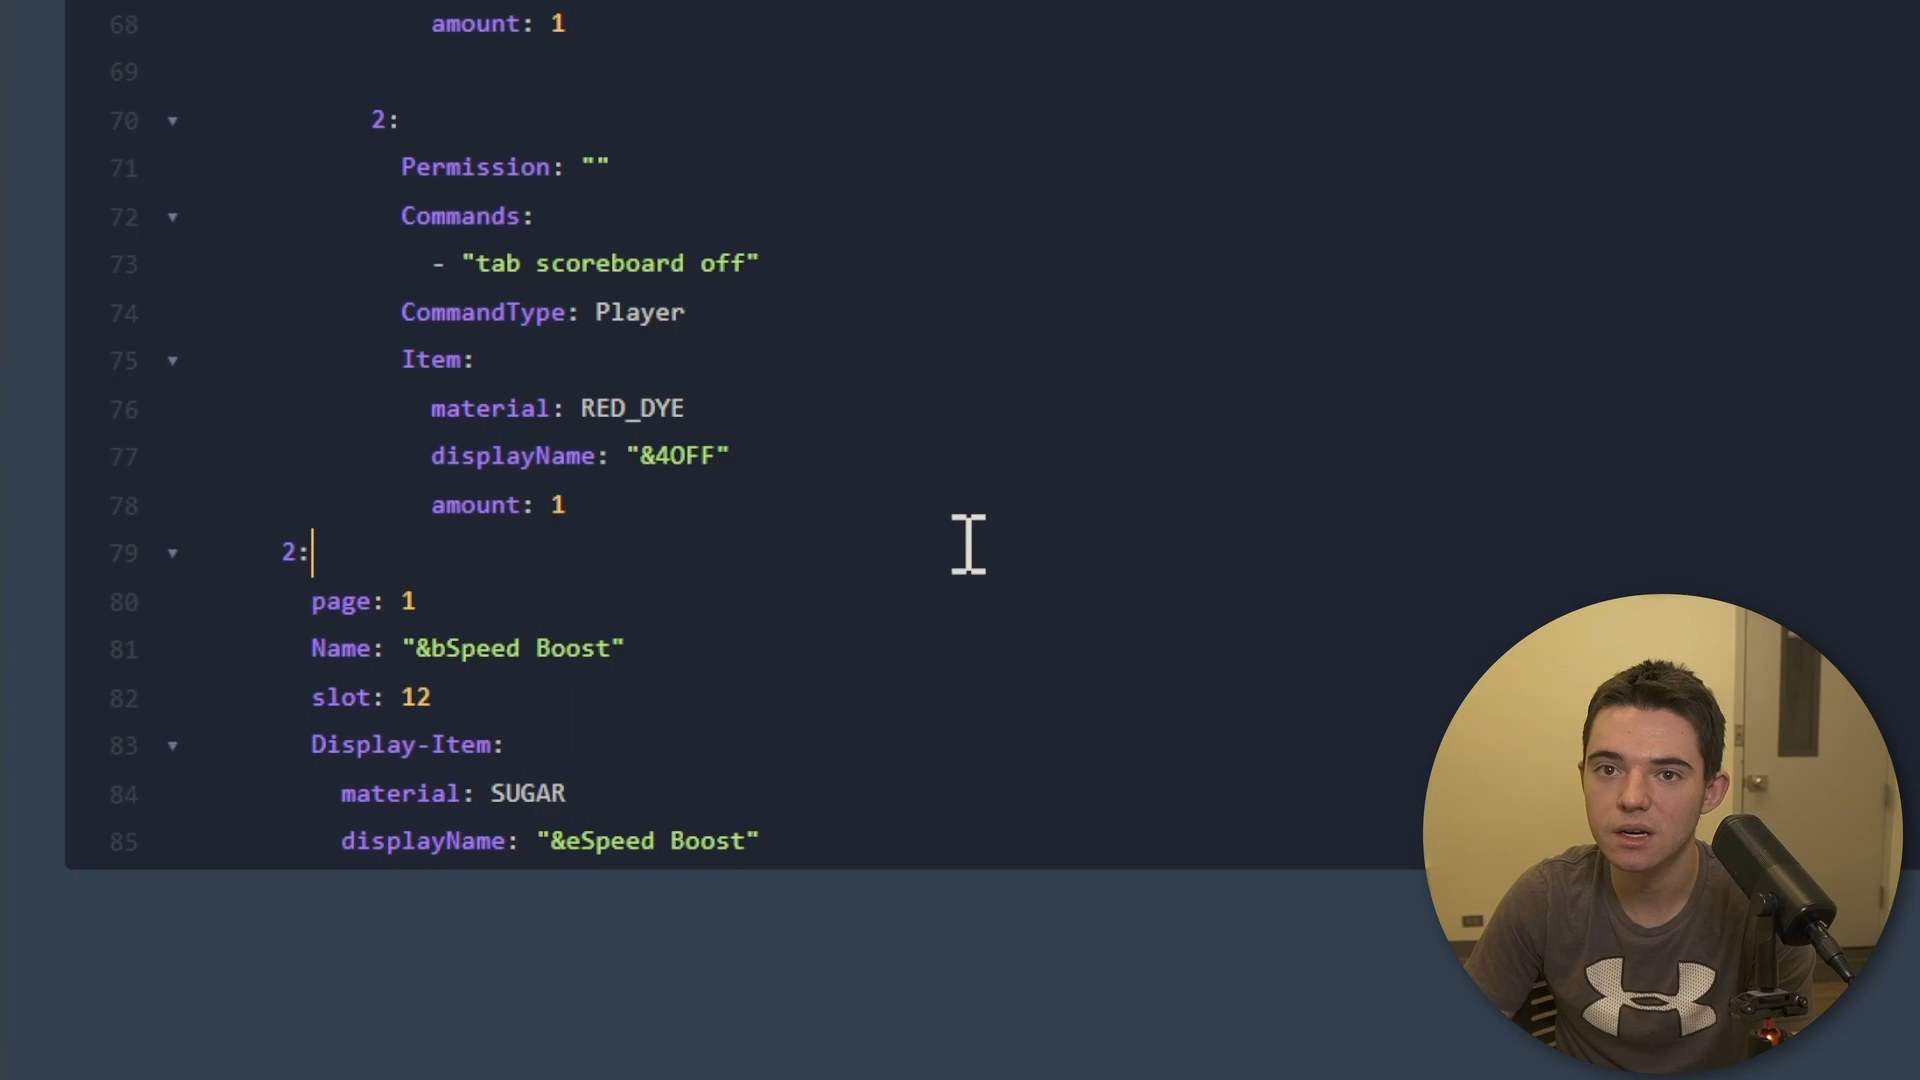 68 amount: 1
69
70 2:
71 Permission: ""
72 Commands:
73 - "tab scoreboard off"
74 CommandType: Player
75 Item:
76 material: RED_DYE
77 displayName: "&4OFF"
78 amount: 1
79 2:
80 page: 1
81 Name: "&bSpeed Boost"
82 slot: 12
83 Display-Item:
84 material: SUGAR
85 displayName: "&eSpeed Boost"